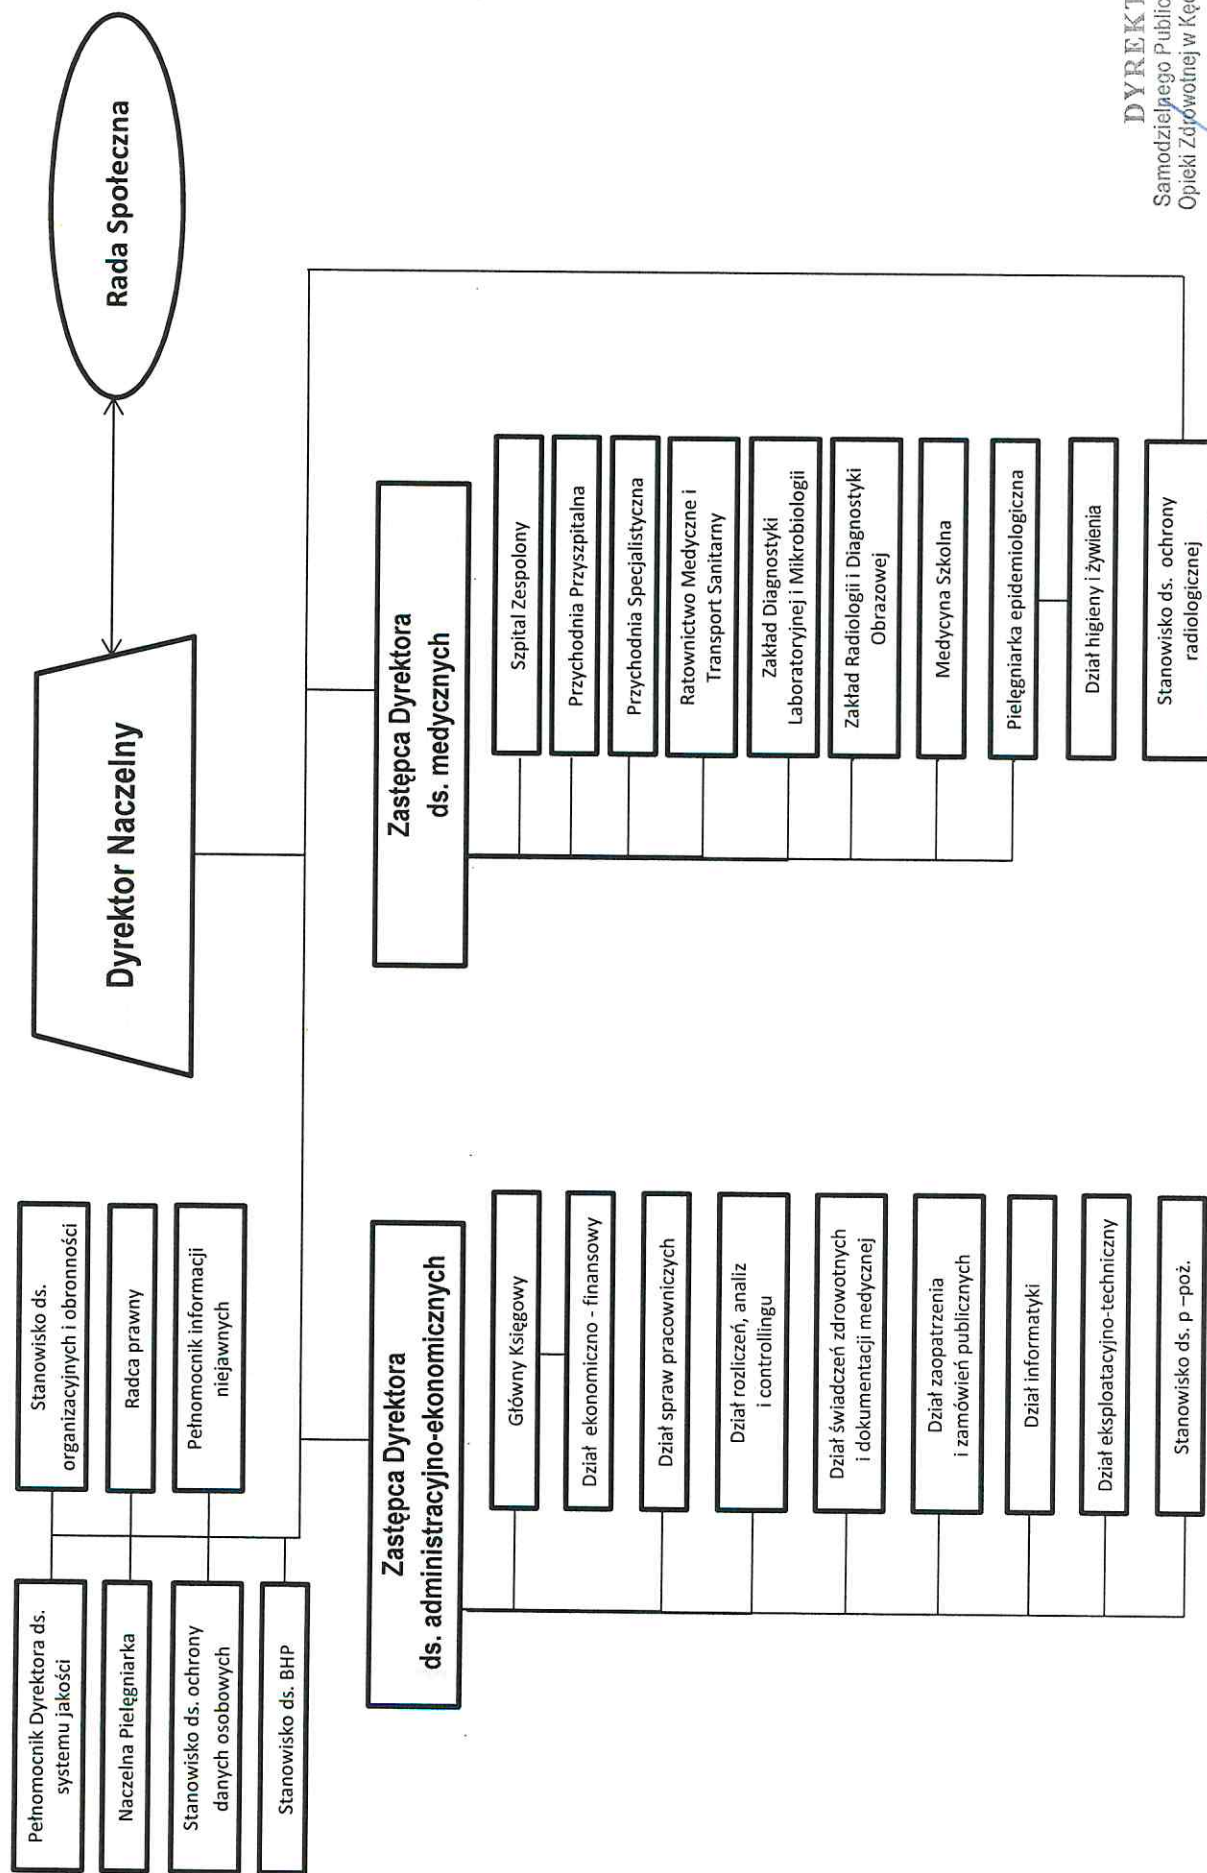 Rada Społeczna
Dyrektor Naczelny
Pełnomocnik Dyrektora ds.
systemu jakości
Naczelna Pielęgniarka
Stanowisko ds. ochrony
danych osobowych
Stanowisko ds. BHP
Stanowisko ds.
organizacyjnych i obronności
Radca prawny
Pełnomocnik informacji
niejawnych
Zastępca Dyrektora
ds. administracyjno-ekonomicznych
Główny Księgowy
Dział ekonomiczno - finansowy
Dział spraw pracowniczych
Dział rozliczeń, analiz
i controllingu
Dział świadczeń zdrowotnych
i dokumentacji medycznej
Dział zaopatrzenia
i zamówień publicznych
Dział informatyki
Dział eksploatacyjno-techniczny
Stanowisko ds. p –poż.
Zastępca Dyrektora
ds. medycznych
Szpital Zespolony
Przychodnia Przyszpitalna
Przychodnia Specjalistyczna
Ratownictwo Medyczne i
Transport Sanitarny
Zakład Diagnostyki
Laboratoryjnej i Mikrobiologii
Zakład Radiologii i Diagnostyki
Obrazowej
Medycyna Szkolna
Pielęgniarka epidemiologiczna
Dział higieny i żywienia
Stanowisko ds. ochrony
radiologicznej
Samodzielnego
Opieki Zdrowotnej w